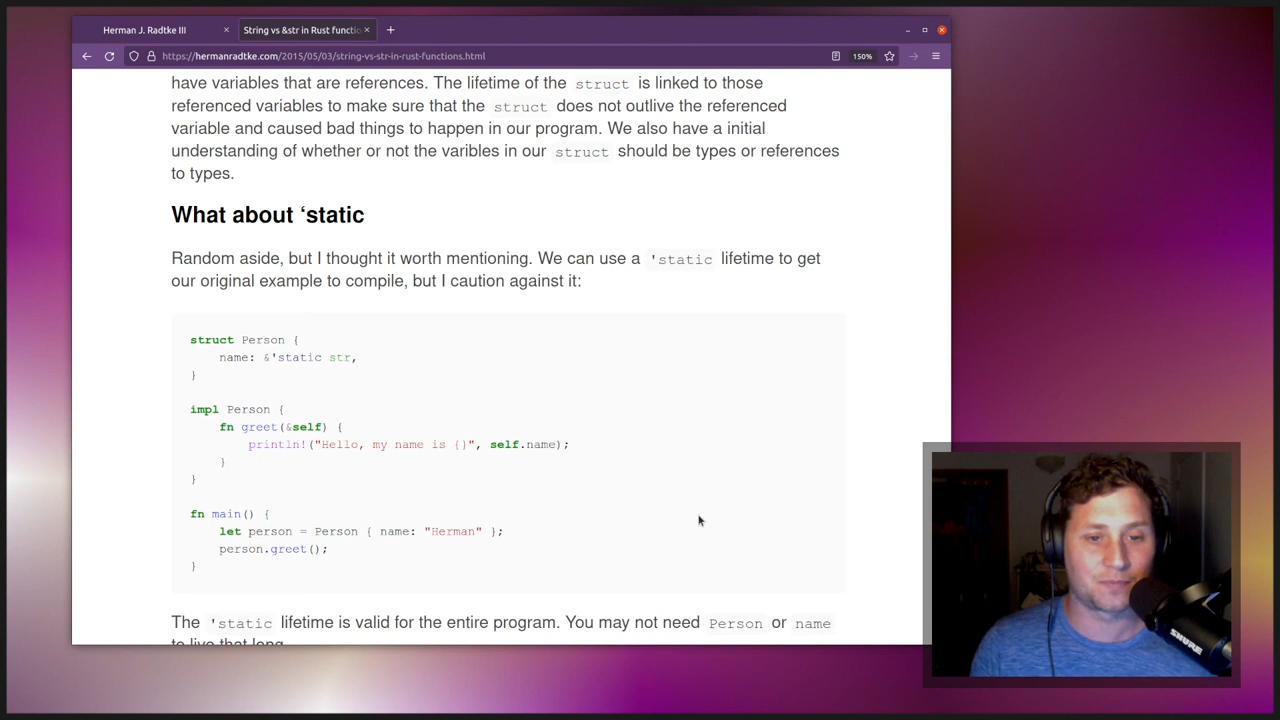 Herman J. Radtke III
String vs &str in Rust functio
https://hermanradtke.com/2015/05/03/string-vs-str-in-rust-functions.html
150%
have variables that are references. The lifetime of the struct is linked to those
referenced variables to make sure that the struct does not outlive the referenced
variable and caused bad things to happen in our program. We also have a initial
understanding of whether or not the varibles in our struct should be types or references
to types.
What about ‘static
Random aside, but I thought it worth mentioning. We can use a 'static lifetime to get
our original example to compile, but I caution against it:
struct Person {
name: &'static str,
}
impl Person {
fn greet(&self) {
println!("Hello, my name is {}", self.name);
}
}
fn main() {
let person = Person { name: "Herman" };
person.greet();
}
The 'static lifetime is valid for the entire program. You may not need Person or name
to live that long.
SHURE